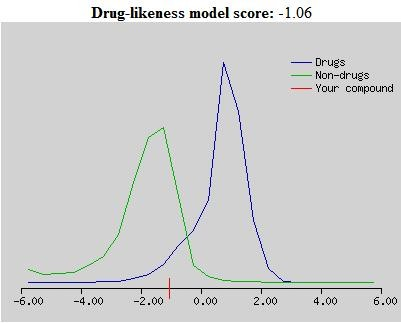 Drug-likeness model score: -1.06
Drugs
Non-drugs
Your compound
-6.00 -4.00 -2.00 0.00 2.00 4.00 6.00